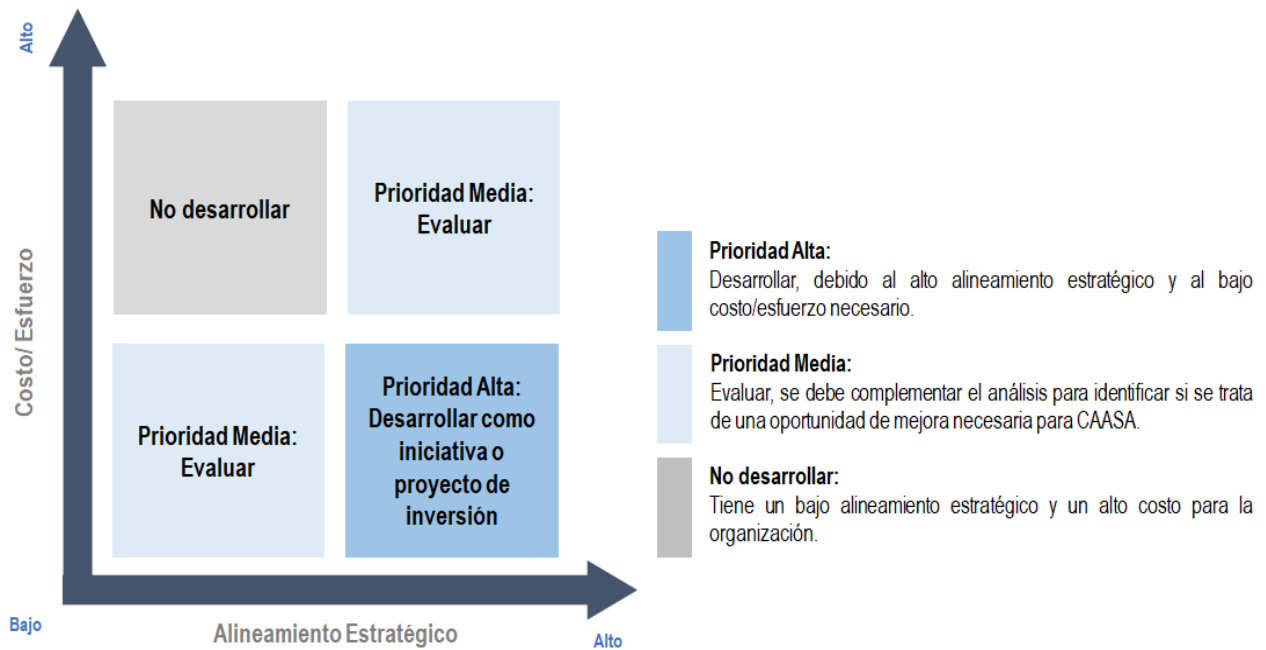 Alto
Costo/ Esfuerzo
No desarrollar
Prioridad Media:
Evaluar
Prioridad Media:
Evaluar
Prioridad Alta:
Desarrollar como
iniciativa o
proyecto de
inversión
Bajo
Alineamiento Estratégico
Alto
Prioridad Alta:
Desarrollar, debido al alto alineamiento estratégico y al bajo
costo/esfuerzo necesario.
Prioridad Media:
Evaluar, se debe complementar el análisis para identificar si se trata
de una oportunidad de mejora necesaria para CAASA.
No desarrollar:
Tiene un bajo alineamiento estratégico y un alto costo para la
organización.